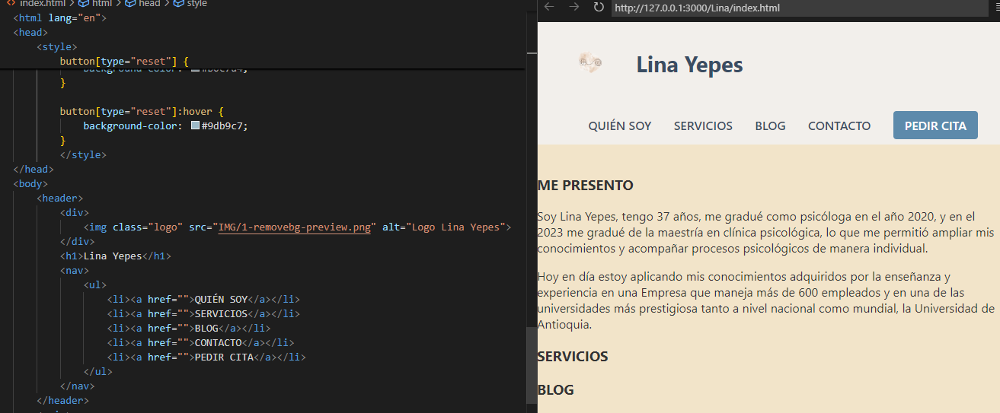 index.html > html > head > style
<html lang="en">
<head>
<style>
button[type="reset"] {
}
button[type="reset"]:hover {
background-color: #9db9c7;
}
</style>
</head>
<body>
<header>
<div>
<img class="logo" src="IMG/1-removebg-preview.png" alt="Logo Lina Yepes">
</div>
<h1>Lina Yepes</h1>
<nav>
<ul>
<li><a href="">QUIÉN SOY</a></li>
<li><a href="">SERVICIOS</a></li>
<li><a href="">BLOG</a></li>
<li><a href="">CONTACTO</a></li>
<li><a href="">PEDIR CITA</a></li>
</ul>
</nav>
</header>
http://127.0.0.1:3000/Lina/index.html
Lina Yepes
QUIÉN SOY SERVICIOS BLOG CONTACTO PEDIR CITA
ME PRESENTO
Soy Lina Yepes, tengo 37 años, me gradué como psicóloga en el año 2020, y en el
2023 me gradué de la maestría en clínica psicológica, lo que me permitió ampliar mis
conocimientos y acompañar procesos psicológicos de manera individual.
Hoy en día estoy aplicando mis conocimientos adquiridos por la enseñanza y
experiencia en una Empresa que maneja más de 600 empleados y en una de las
universidades más prestigiosa tanto a nivel nacional como mundial, la Universidad de
Antioquia.
SERVICIOS
BLOG